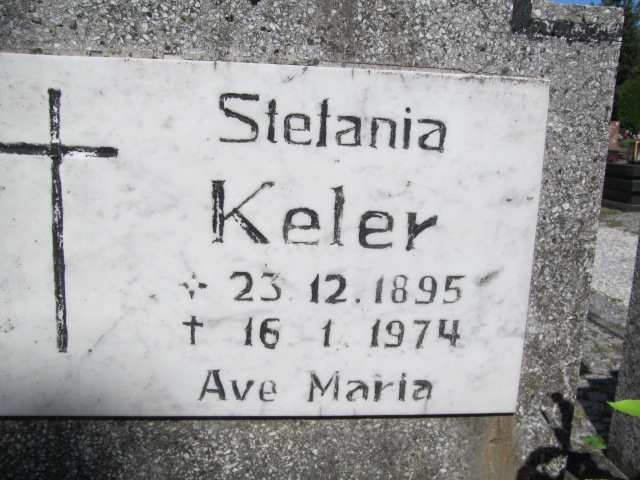 Stefania
Keler
✧ 23.12.1895
† 16 1. 1974
Ave Maria